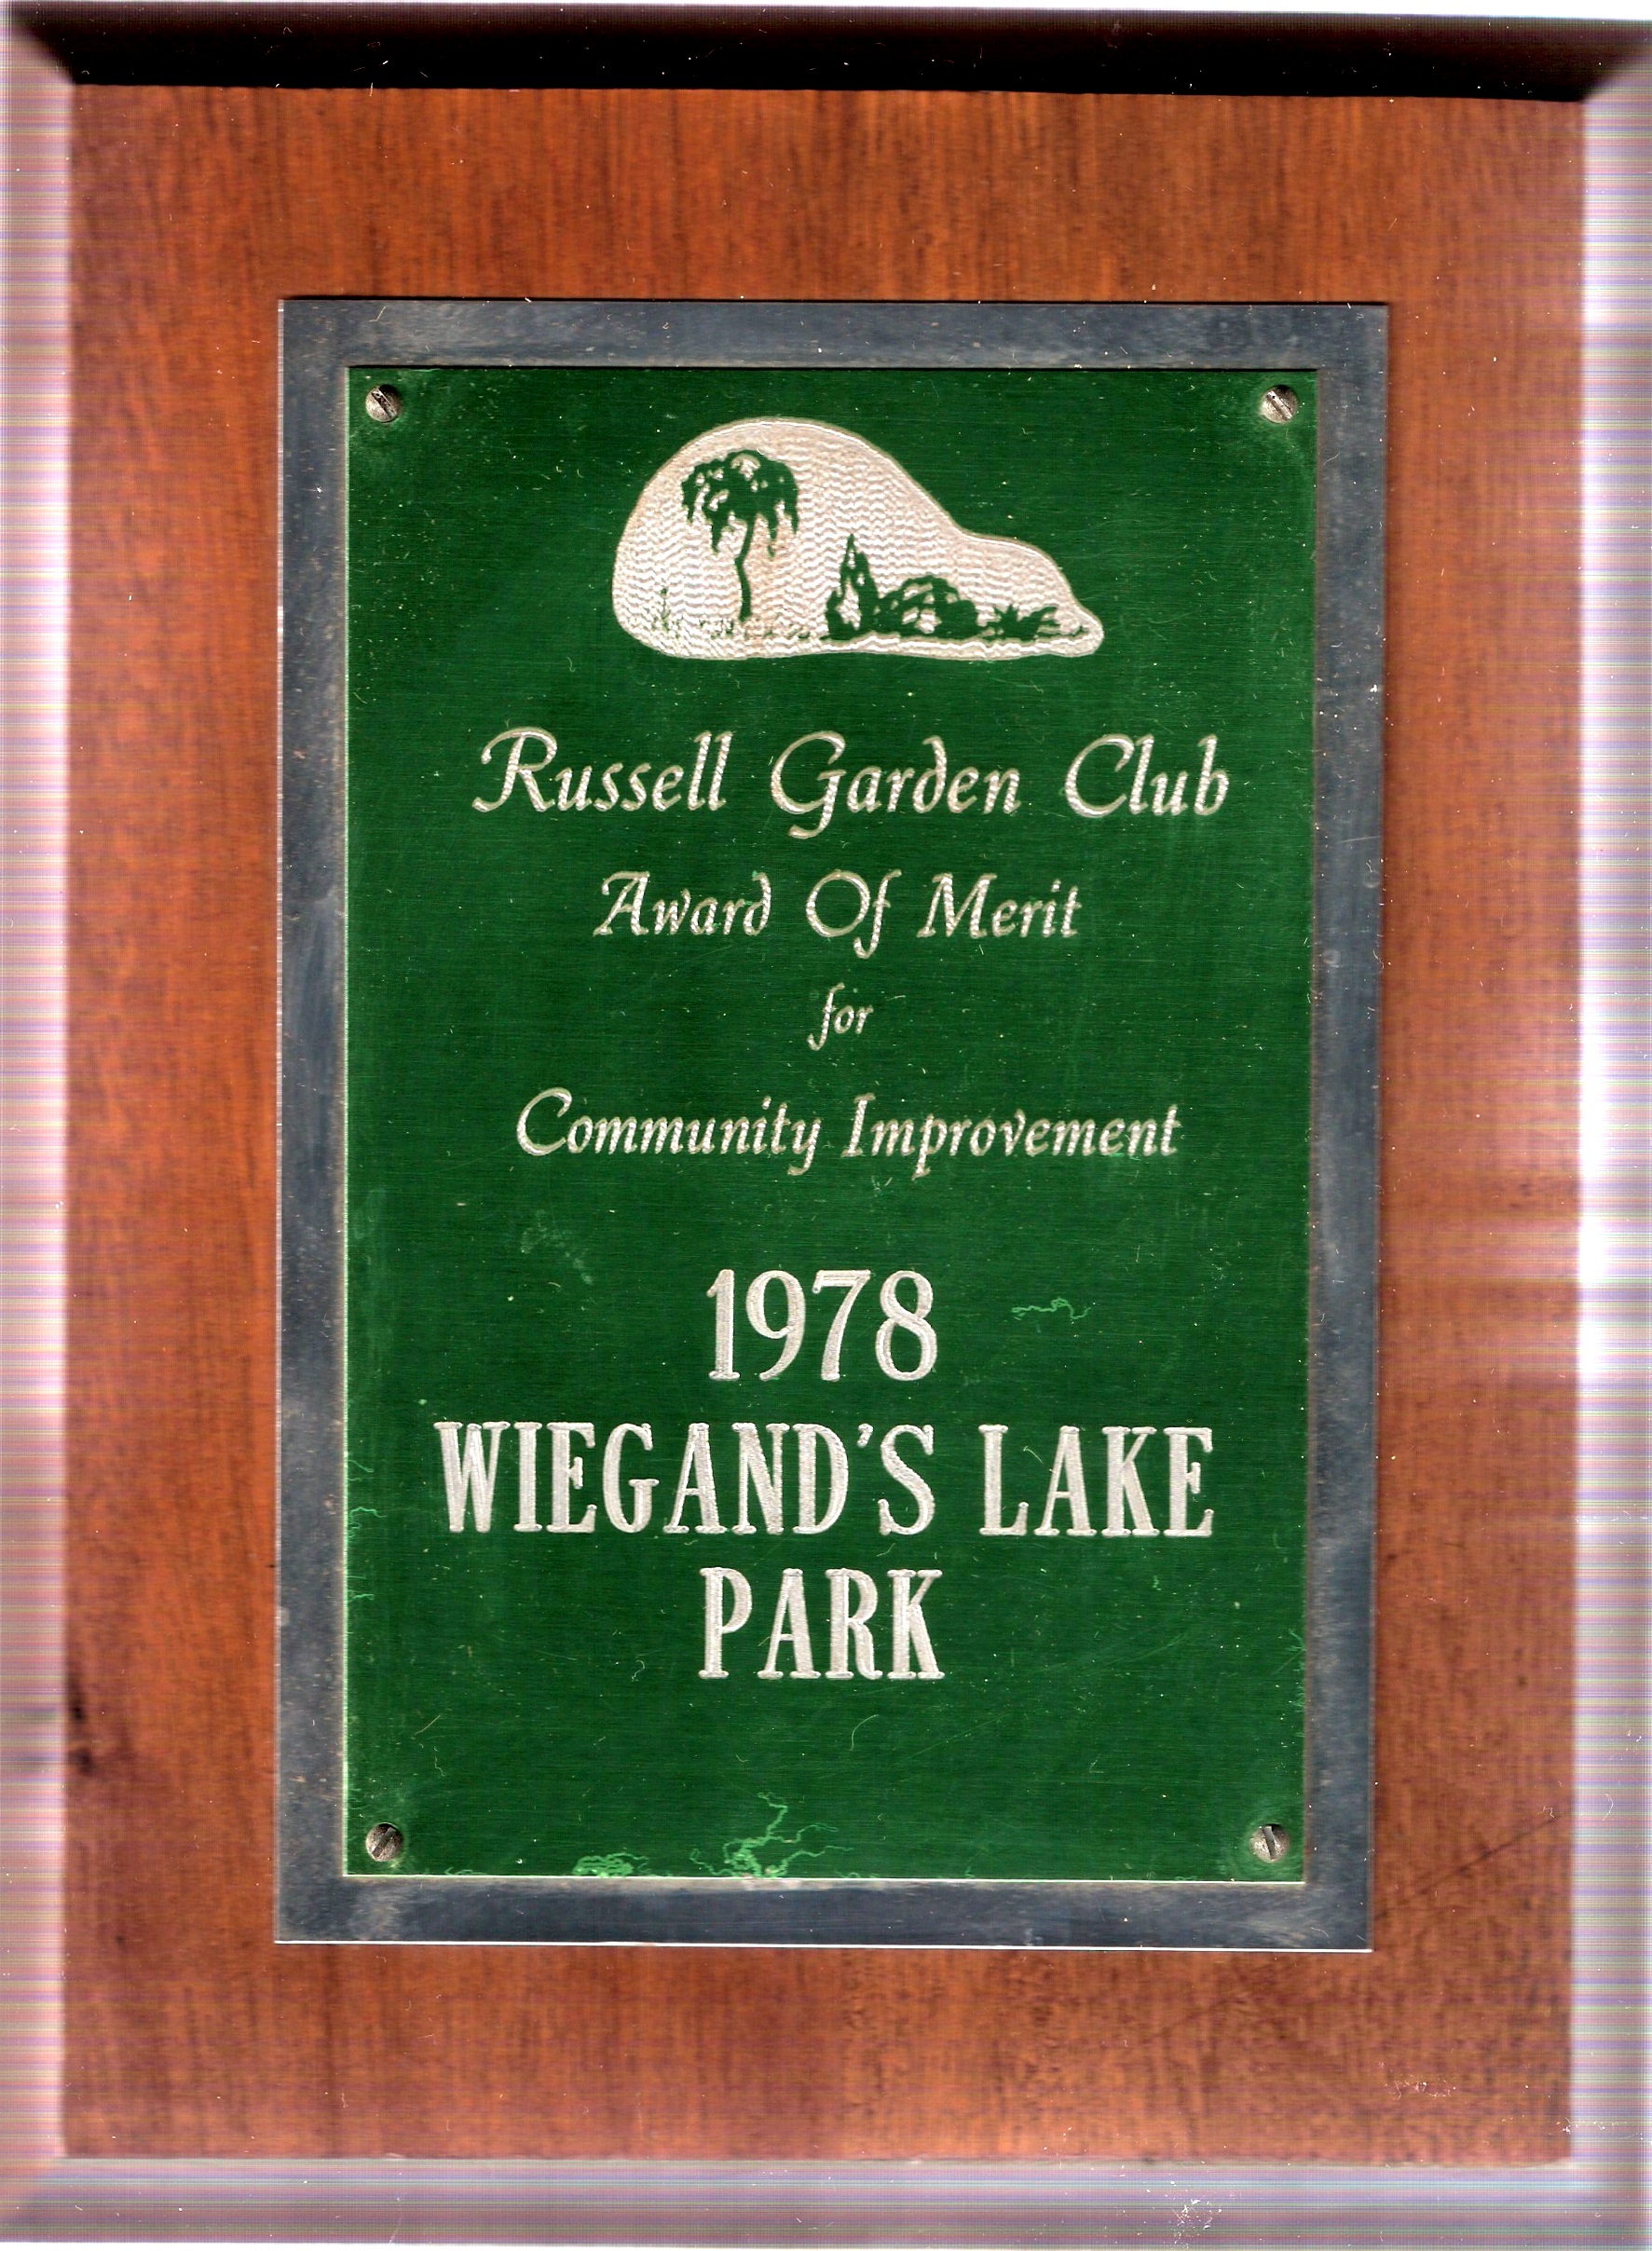 Russell Garden Club
Award Of Merit
for
Community Improvement
1978
WIEGAND'S LAKE
PARK